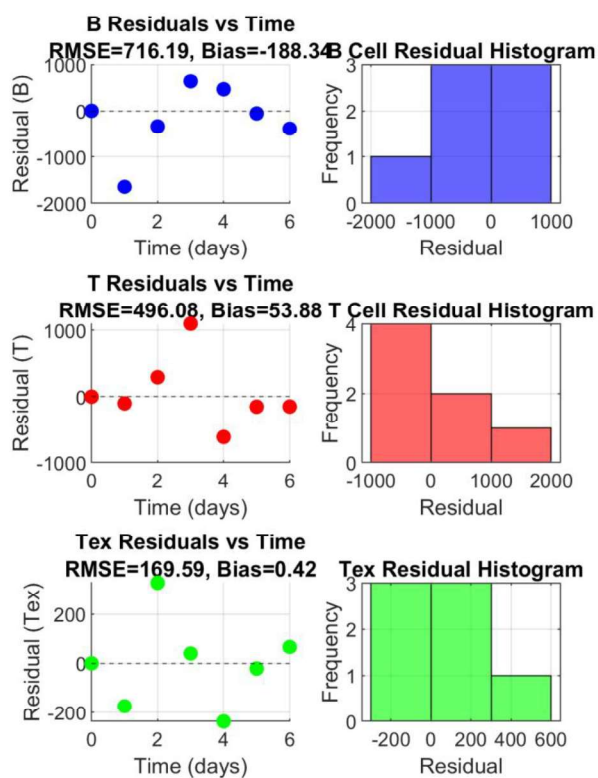 B Residuals vs Time
RMSE=716.19, Bias=-188.34
B Cell Residual Histogram
1000
0
-1000
-2000
Residual (B)
0 2 4 6
Time (days)
3
2
1
0
Frequency
-2000 -1000 0 1000
Residual
T Residuals vs Time
RMSE=496.08, Bias=53.88
T Cell Residual Histogram
1000
0
-1000
Residual (T)
0 2 4 6
Time (days)
4
2
0
Frequency
-1000 0 1000 2000
Residual
Tex Residuals vs Time
RMSE=169.59, Bias=0.42
Tex Residual Histogram
200
0
-200
Residual (Tex)
0 2 4 6
Time (days)
3
2
1
0
Frequency
-200 0 200 400 600
Residual